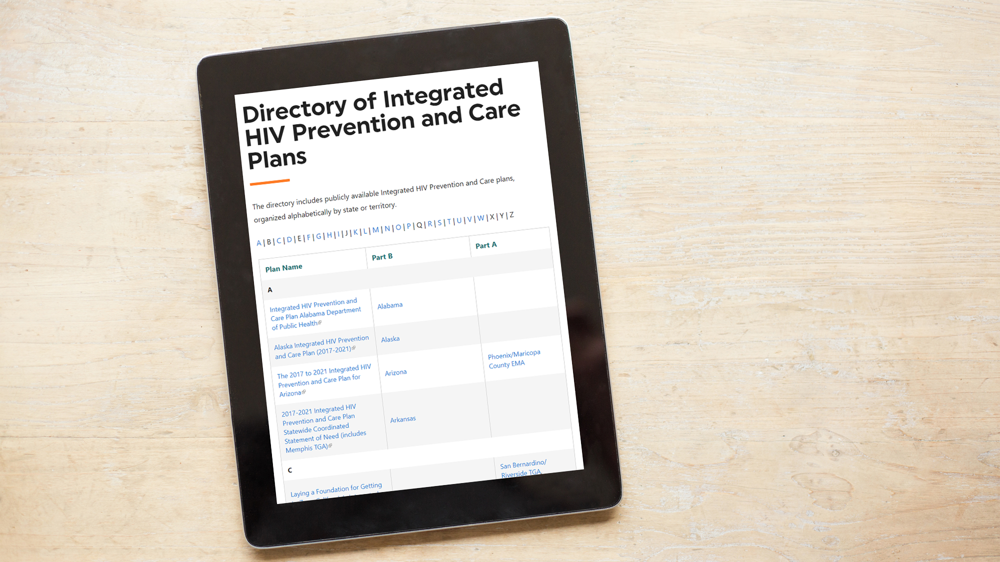 Directory of Integrated
HIV Prevention and Care
Plans
The directory includes publicly available Integrated HIV Prevention and Care plans,
organized alphabetically by state or territory.
A | B | C | D | E | F | G | H | I | J | K | L | M | N | O | P | Q | R | S | T | U | V | W | X | Y | Z
Plan Name
Part B
Part A
A
Integrated HIV Prevention and
Care Plan Alabama Department
of Public Health
Alabama
Alaska Integrated HIV Prevention
and Care Plan (2017-2021)
Alaska
The 2017 to 2021 Integrated HIV
Prevention and Care Plan for
Arizona
Arizona
Phoenix/Maricopa
County EMA
2017-2021 Integrated HIV
Prevention and Care Plan
Statewide Coordinated
Statement of Need (includes
Memphis TGA)
Arkansas
C
Laying a Foundation for Getting
San Bernardino/
Riverside TGA,